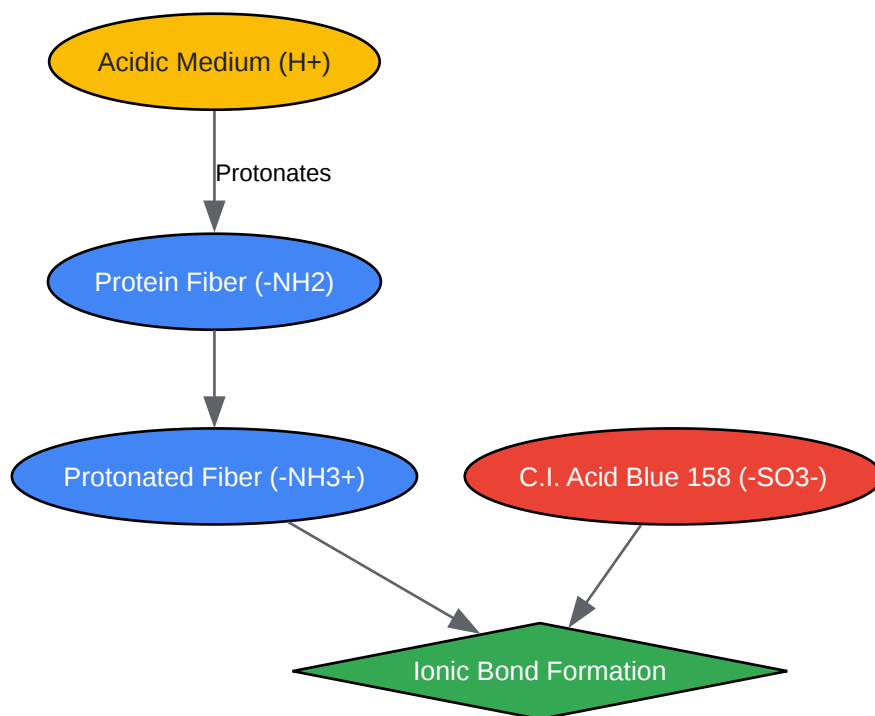 Acidic Medium (H+)
Protonates
Protein Fiber (-NH2)
Protonated Fiber (-NH3+)
C.I. Acid Blue 158 (-SO3-)
Ionic Bond Formation